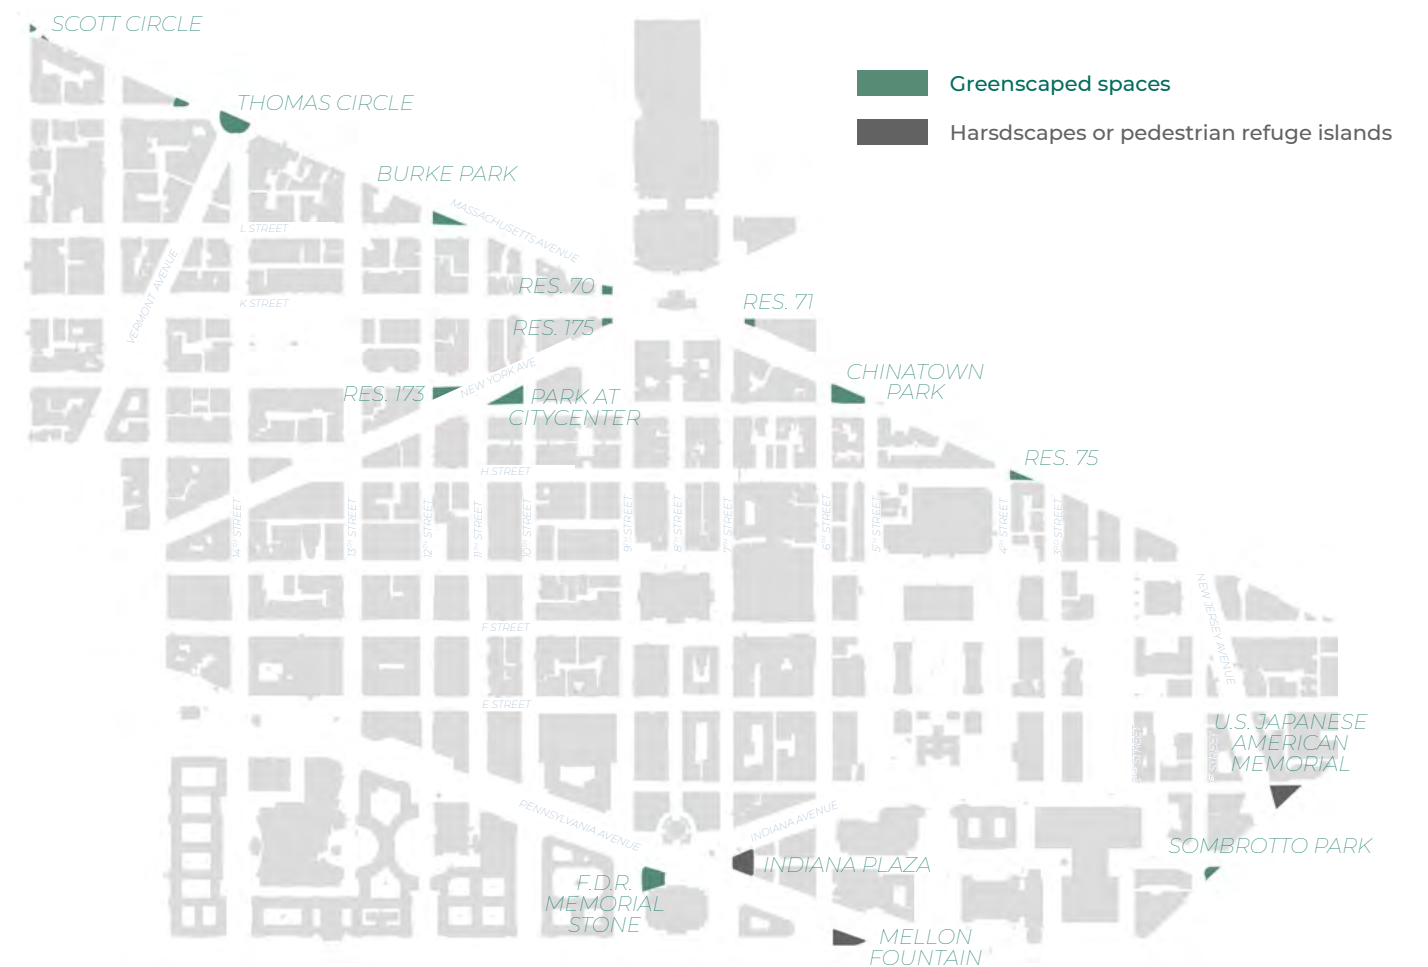 SCOTT CIRCLE
THOMAS CIRCLE
Greenscaped spaces
Harsdscapes or pedestrian refuge islands
BURKE PARK
MASSACHUSETTS AVENUE
L STREET
VERMONT AVENUE
K STREET
RES. 70
RES. 71
RES. 175
NEW YORK AVE
CHINATOWN
PARK
RES. 173
PARK AT
CITYCENTER
H STREET
RES. 75
14TH STREET
13TH STREET
12TH STREET
11TH STREET
10TH STREET
9TH STREET
8TH STREET
7TH STREET
6TH STREET
5TH STREET
4TH STREET
3RD STREET
NEW JERSEY AVENUE
F STREET
E STREET
U.S. JAPANESE
AMERICAN
MEMORIAL
PENNSYLVANIA AVENUE
INDIANA AVENUE
SOMBROTTO PARK
INDIANA PLAZA
F.D.R.
MEMORIAL
STONE
MELLON
FOUNTAIN